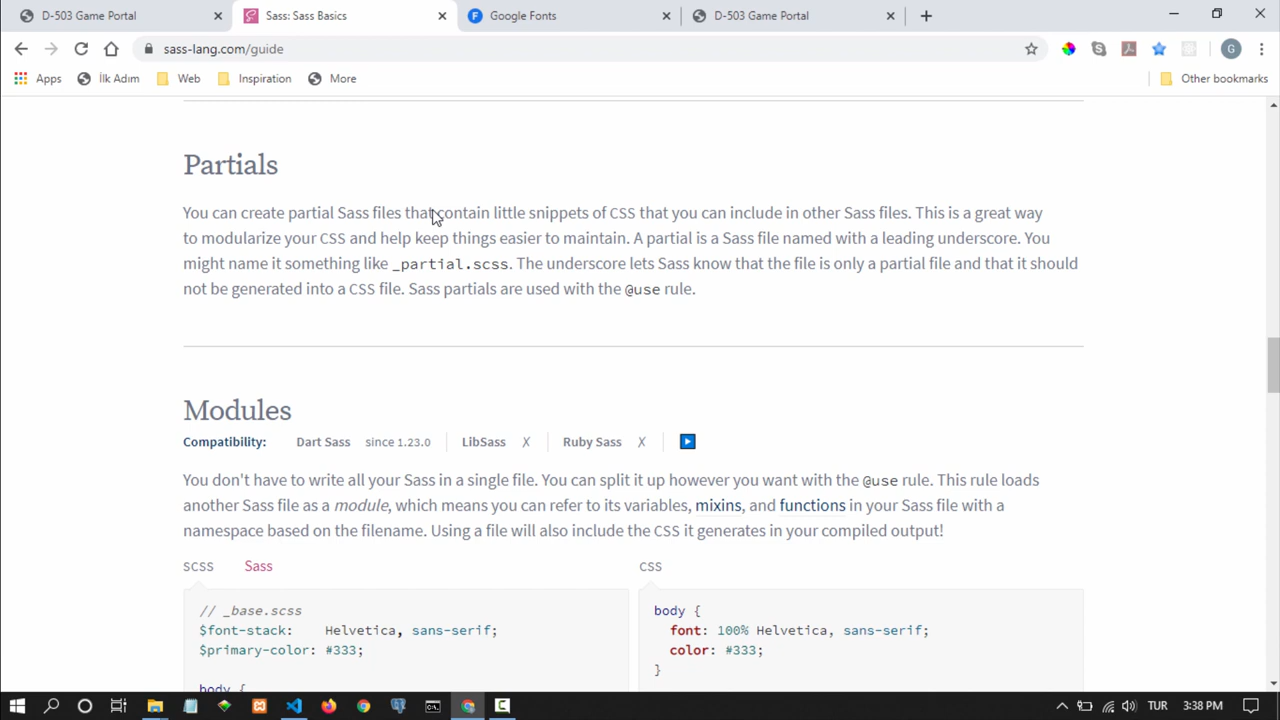 D-503 Game Portal
Sass: Sass Basics
Google Fonts
D-503 Game Portal
sass-lang.com/guide
G
Apps
İlk Adım
Web
Inspiration
More
Other bookmarks
Partials
You can create partial Sass files that contain little snippets of CSS that you can include in other Sass files. This is a great way
to modularize your CSS and help keep things easier to maintain. A partial is a Sass file named with a leading underscore. You
might name it something like _partial.scss. The underscore lets Sass know that the file is only a partial file and that it should
not be generated into a CSS file. Sass partials are used with the @use rule.
Modules
Compatibility: Dart Sass since 1.23.0 LibSass X Ruby Sass X
You don't have to write all your Sass in a single file. You can split it up however you want with the @use rule. This rule loads
another Sass file as a module, which means you can refer to its variables, mixins, and functions in your Sass file with a
namespace based on the filename. Using a file will also include the CSS it generates in your compiled output!
SCSS Sass
// _base.scss
$font-stack: Helvetica, sans-serif;
$primary-color: #333;
body {
CSS
body {
font: 100% Helvetica, sans-serif;
color: #333;
}
TUR
3:38 PM